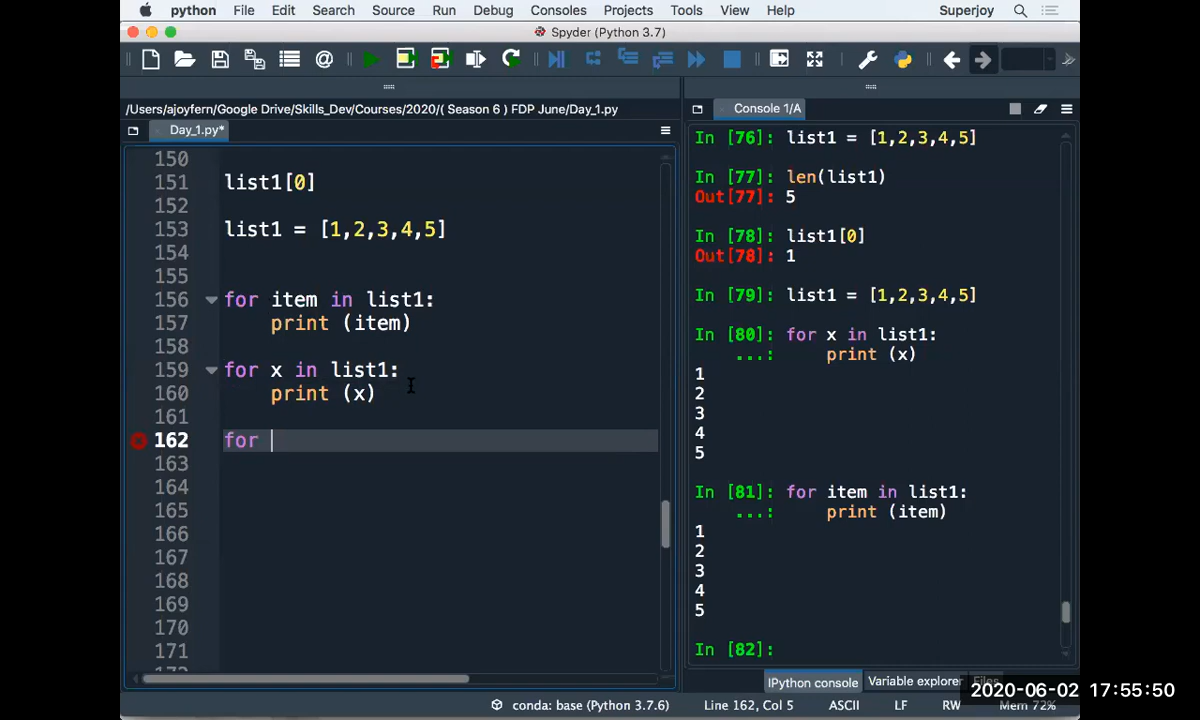 python File Edit Search Source Run Debug Consoles Projects Tools View Help Superjoy
Spyder (Python 3.7)
/Users/ajoyfern/Google Drive/Skills_Dev/Courses/2020/( Season 6 ) FDP June/Day_1.py
Day_1.py*
150
151 list1[0]
152
153 list1 = [1,2,3,4,5]
154
155
156 for item in list1:
157 print (item)
158
159 for x in list1:
160 print (x)
161
162 for
163
164
165
166
167
168
169
170
171
Console 1/A
In [76]: list1 = [1,2,3,4,5]
In [77]: len(list1)
Out[77]: 5
In [78]: list1[0]
Out[78]: 1
In [79]: list1 = [1,2,3,4,5]
In [80]: for x in list1:
...: print (x)
1
2
3
4
5
In [81]: for item in list1:
...: print (item)
1
2
3
4
5
In [82]:
IPython console Variable explorer Files
2020-06-02 17:55:50
conda: base (Python 3.7.6) Line 162, Col 5 ASCII LF RW Mem 72%